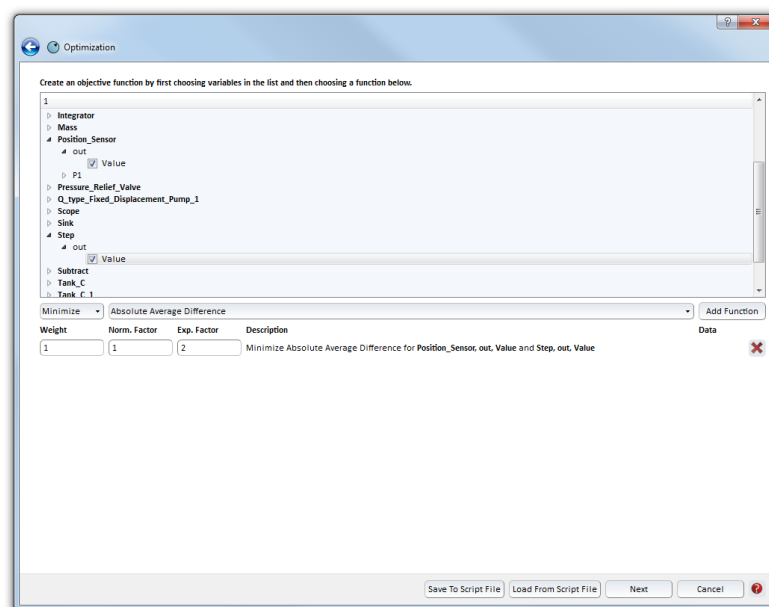 Optimization
Create an objective function by first choosing variables in the list and then choosing a function below.
1
Integrator
Mass
Position_Sensor
out
Value
P1
Pressure_Relief_Valve
Q_type_Fixed_Displacement_Pump_1
Scope
Sink
Step
out
Value
Subtract
Tank_C
Tank_C_1
Minimize Absolute Average Difference Add Function
Weight Norm. Factor Exp. Factor Description Data
1 1 2 Minimize Absolute Average Difference for Position_Sensor, out, Value and Step, out, Value
Save To Script File Load From Script File Next Cancel ?